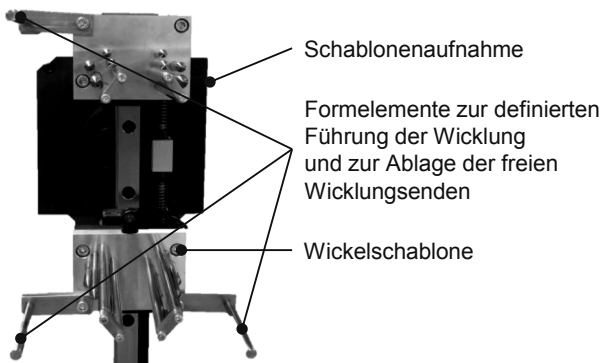 Schablonenaufnahme
Formelemente zur definierten
Führung der Wicklung
und zur Ablage der freien
Wicklungsenden
Wickelschablone